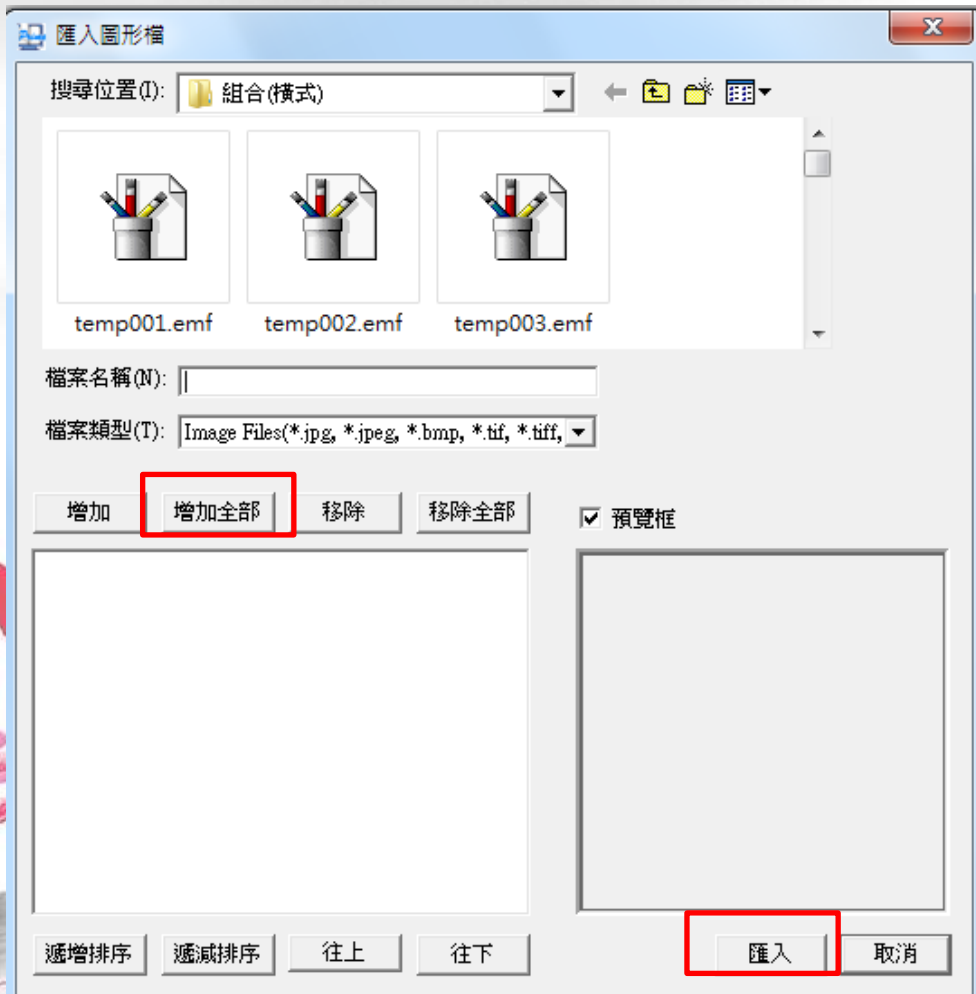 匯入圖形檔
搜尋位置(I): 組合(橫式)
temp001.emf temp002.emf temp003.emf
檔案名稱(N):
檔案類型(T): Image Files(*.jpg, *.jpeg, *.bmp, *.tif, *.tiff,
增加 增加全部 移除 移除全部 預覽框
遞增排序 遞減排序 往上 往下 匯入 取消